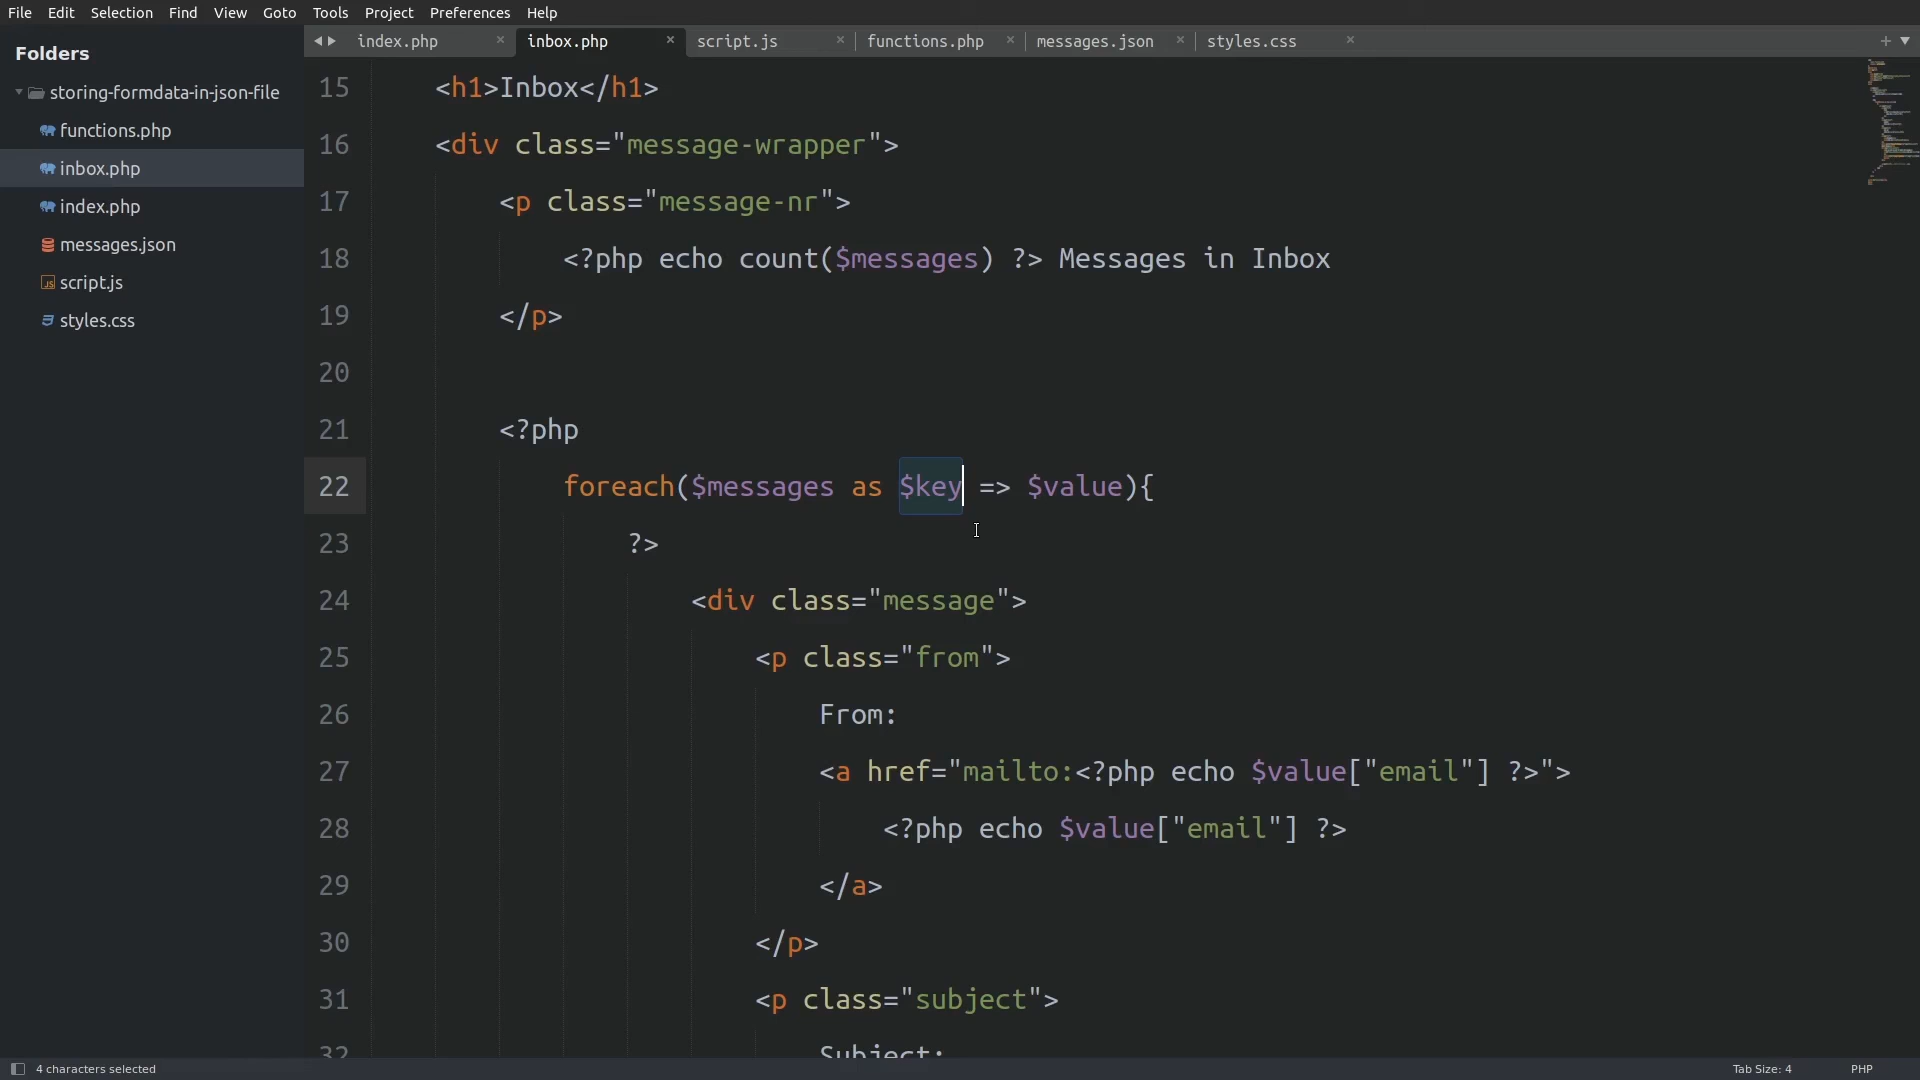 File Edit Selection Find View Goto Tools Project Preferences Help
Folders
storing-formdata-in-json-file
functions.php
inbox.php
index.php
messages.json
script.js
styles.css
index.php × inbox.php × script.js × functions.php × messages.json × styles.css × +
15 <h1>Inbox</h1>
16 <div class="message-wrapper">
17 <p class="message-nr">
18 <?php echo count($messages) ?> Messages in Inbox
19 </p>
20
21 <?php
22 foreach($messages as $key => $value){
23 ?>
24 <div class="message">
25 <p class="from">
26 From:
27 <a href="mailto:<?php echo $value["email"] ?>">
28 <?php echo $value["email"] ?>
29 </a>
30 </p>
31 <p class="subject">
32 Subject:
4 characters selected
Tab Size: 4 PHP